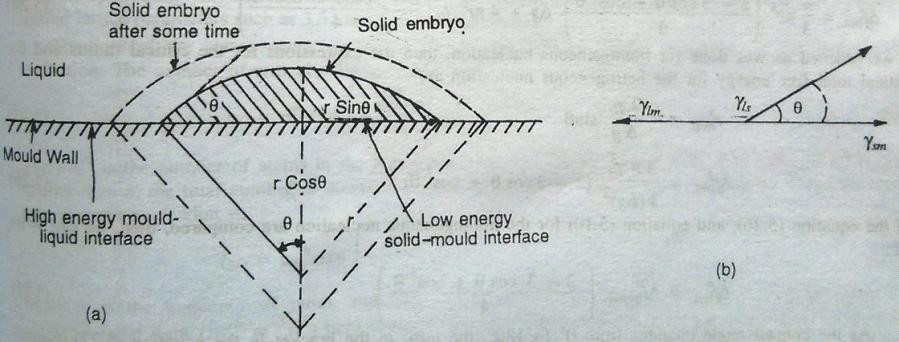 Solid embryo
after some time
Solid embryo
Liquid
θ
r Sinθ
γlm.
γls
θ
γsm
Mould Wall
r Cosθ
θ
r
High energy mould-
liquid interface
Low energy
solid-mould interface
(a)
(b)